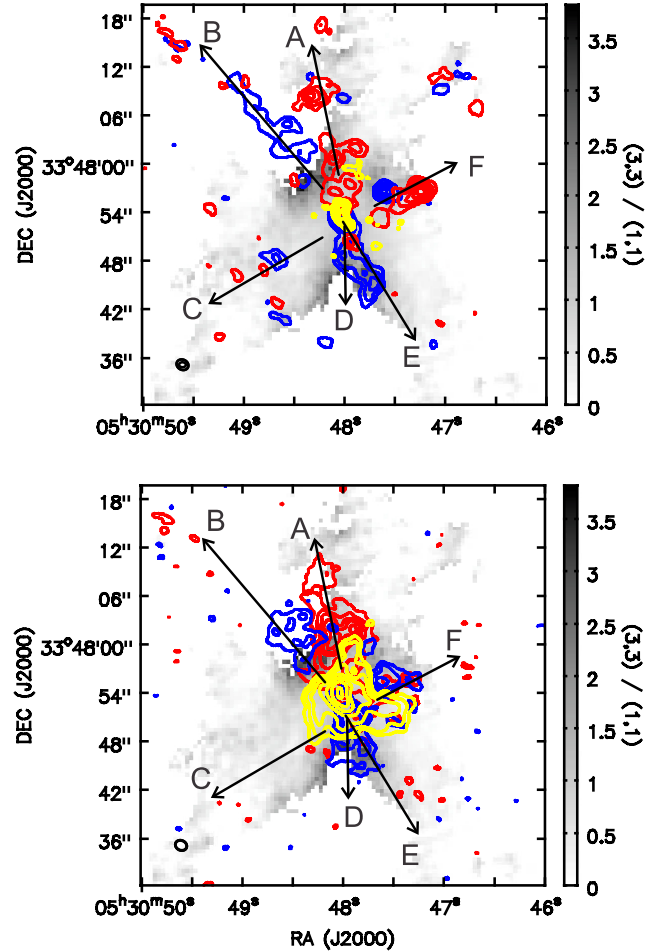 18"
12"
06"
33°48'00"
54"
48"
42"
36"
DEC (J2000)
B
A
F
C
D
E
05ʰ30ᵐ50ˢ
49ˢ
48ˢ
47ˢ
46ˢ
3.5
3
2.5
2
1.5
1
0.5
0
(3,3) / (1,1)
18"
12"
06"
33°48'00"
54"
48"
42"
36"
DEC (J2000)
B
A
F
C
D
E
05ʰ30ᵐ50ˢ
49ˢ
48ˢ
47ˢ
46ˢ
RA (J2000)
3.5
3
2.5
2
1.5
1
0.5
0
(3,3) / (1,1)